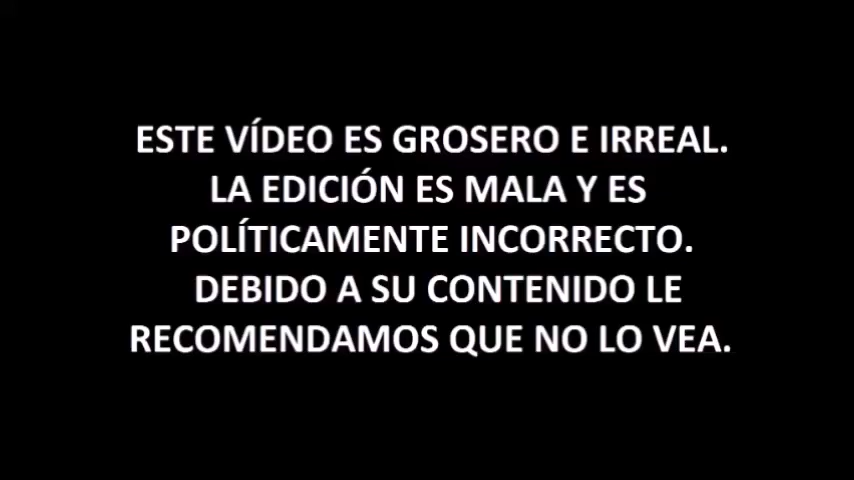 ESTE VÍDEO ES GROSERO E IRREAL.
LA EDICIÓN ES MALA Y ES
POLÍTICAMENTE INCORRECTO.
DEBIDO A SU CONTENIDO LE
RECOMENDAMOS QUE NO LO VEA.